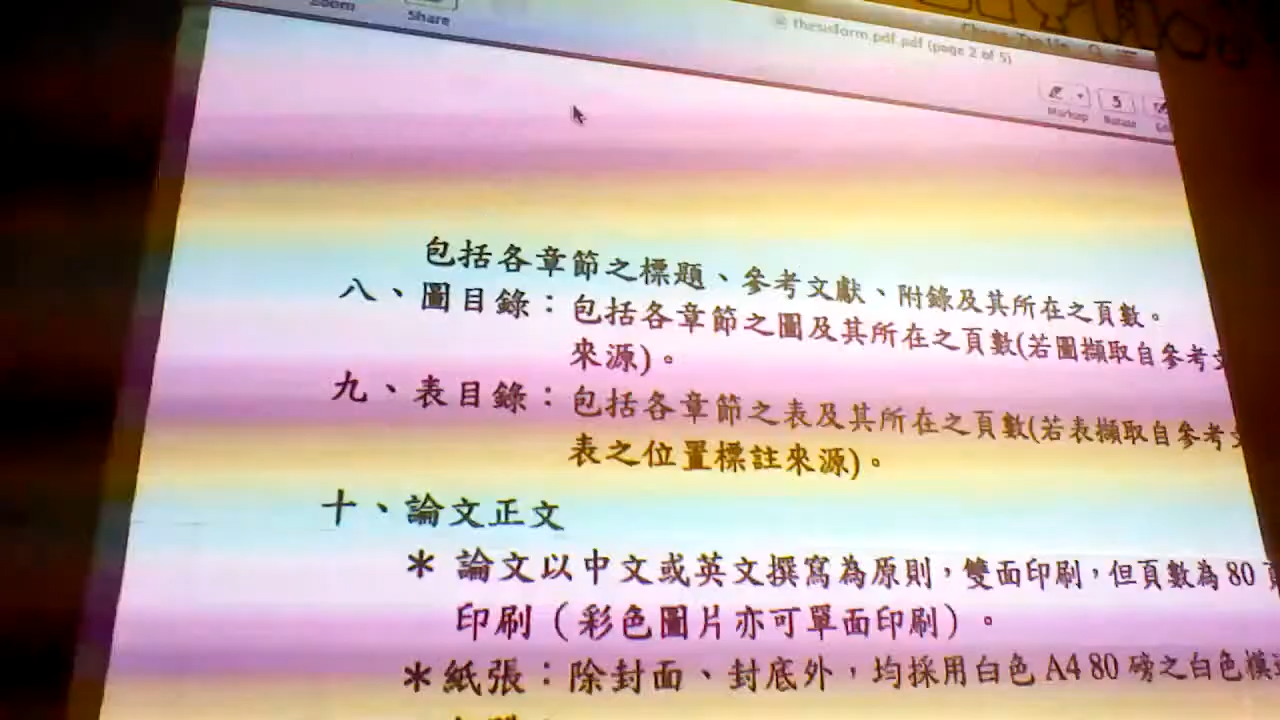 Zoom
Share
thesisform.pdf.pdf (page 2 of 5)
Markup
Rotate
包括各章節之標題、參考文獻、附錄及其所在之頁數。
八、圖目錄：包括各章節之圖及其所在之頁數(若圖擷取自參考文
來源)。
九、表目錄：包括各章節之表及其所在之頁數(若表擷取自參考文
表之位置標註來源)。
十、論文正文
＊ 論文以中文或英文撰寫為原則，雙面印刷，但頁數為 80 頁
印刷（彩色圖片亦可單面印刷）。
＊紙張：除封面、封底外，均採用白色 A4 80 磅之白色模